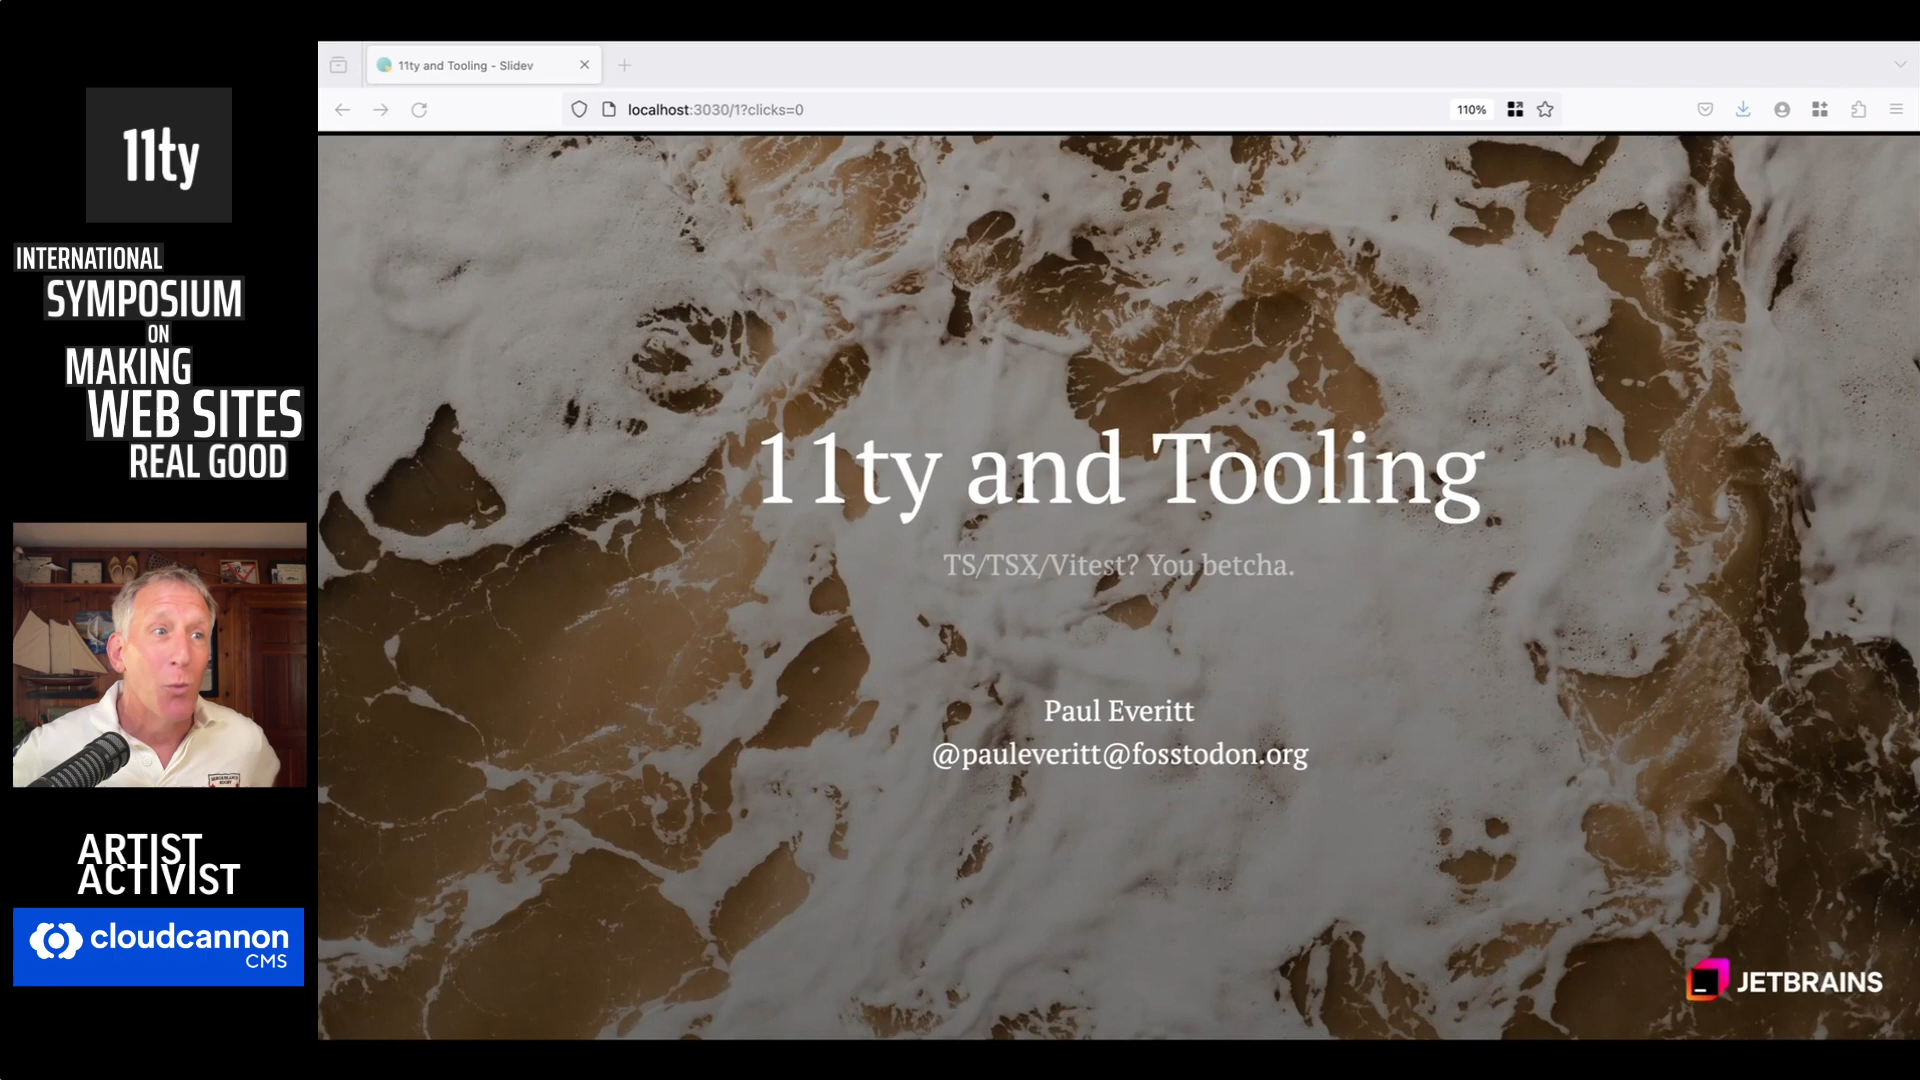 11ty
INTERNATIONAL
SYMPOSIUM
ON
MAKING
WEB SITES
REAL GOOD
ARTIST
ACTIVIST
cloudcannon
CMS
11ty and Tooling - Slidev
localhost:3030/1?clicks=0
110%
11ty and Tooling
TS/TSX/Vitest? You betcha.
Paul Everitt
@pauleveritt@fosstodon.org
JETBRAINS